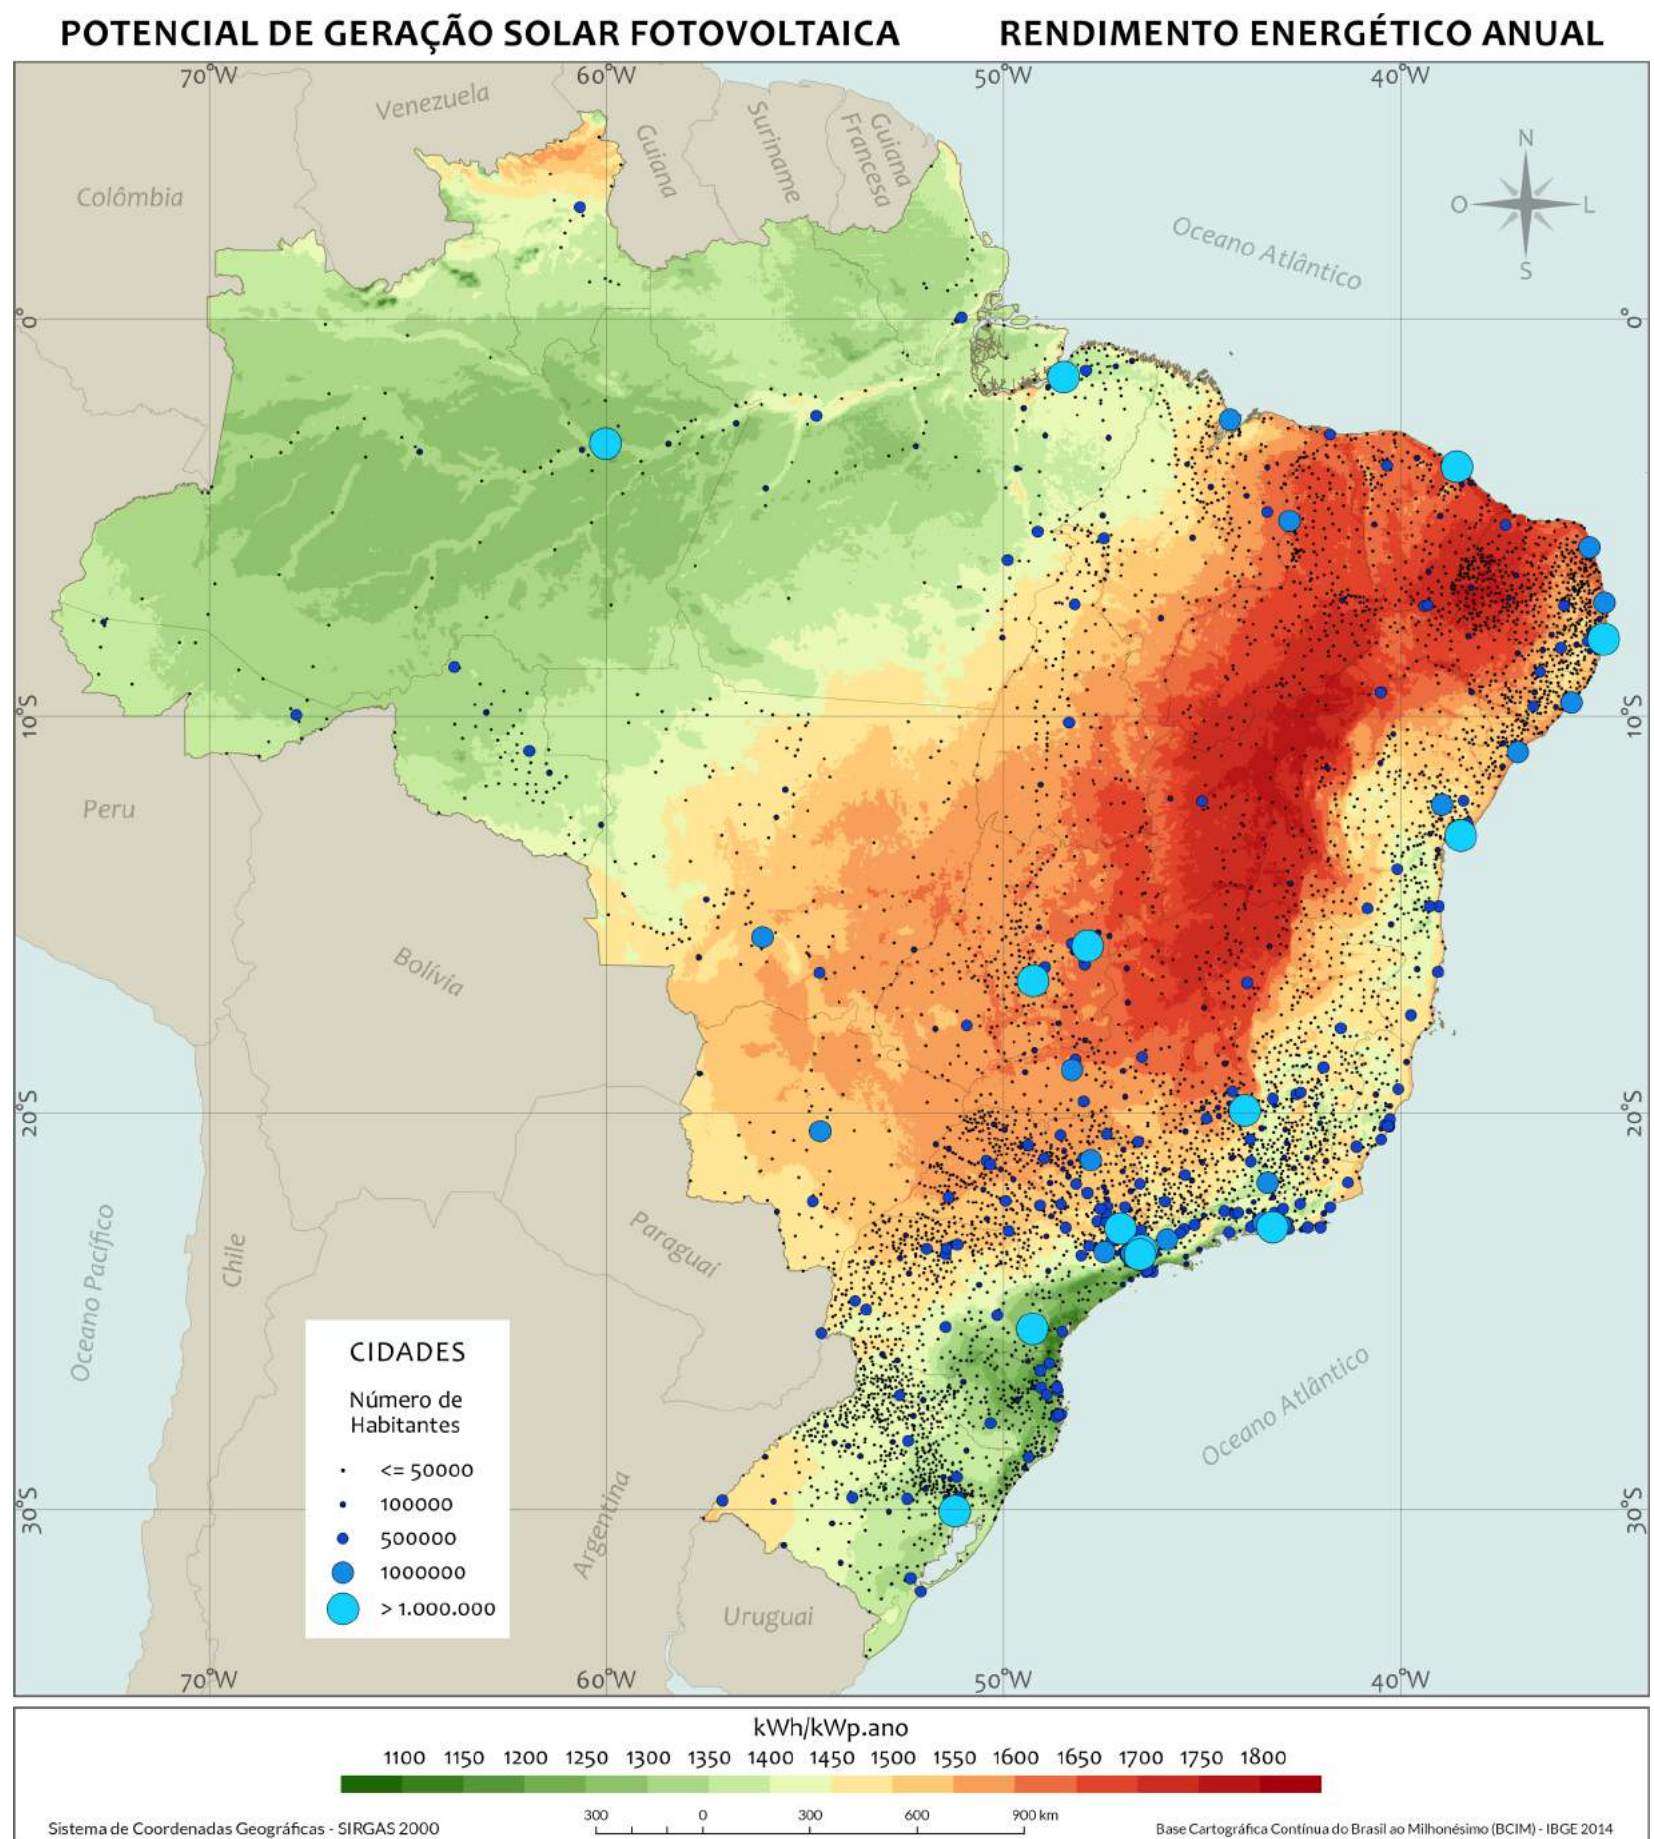 POTENCIAL DE GERAÇÃO SOLAR FOTOVOLTAICA
RENDIMENTO ENERGÉTICO ANUAL
70°W
60°W
50°W
40°W
Venezuela
Guiana
Suriname
Guiana
Francesa
Colômbia
N
O
L
S
Oceano Atlântico
0°
0°
10°S
10°S
Peru
Bolívia
20°S
20°S
Oceano Pacífico
Chile
Paraguai
CIDADES
Número de
Habitantes
<= 50000
100000
500000
1000000
> 1.000.000
Oceano Atlântico
Argentina
30°S
30°S
Uruguai
70°W
60°W
50°W
40°W
kWh/kWp.ano
1100 1150 1200 1250 1300 1350 1400 1450 1500 1550 1600 1650 1700 1750 1800
300 0 300 600 900 km
Sistema de Coordenadas Geográficas - SIRGAS 2000
Base Cartográfica Contínua do Brasil ao Milhonésimo (BCIM) - IBGE 2014